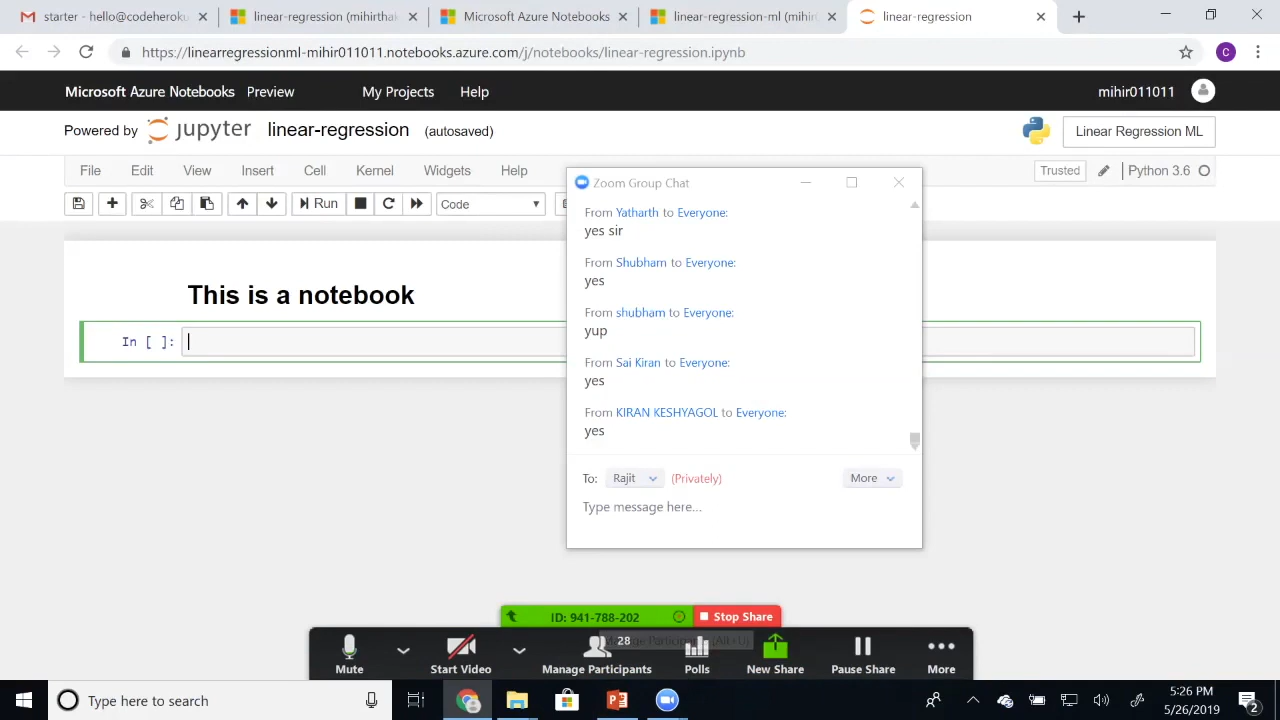 starter - hello@codefest
linear-regression (mihirthak
Microsoft Azure Notebooks
linear-regression-ml (mihir
linear-regression
https://linearregressionml-mihir011011.notebooks.azure.com/j/notebooks/linear-regression.ipynb
C
Microsoft Azure Notebooks Preview My Projects Help mihir011011
Powered by jupyter linear-regression (autosaved) Linear Regression ML
File Edit View Insert Cell Kernel Widgets Help Trusted Python 3.6
Run Code
This is a notebook
In [ ]:
Zoom Group Chat
From Yatharth to Everyone:
yes sir
From Shubham to Everyone:
yes
From shubham to Everyone:
yup
From Sai Kiran to Everyone:
yes
From KIRAN KESHYAGOL to Everyone:
yes
To: Rajit (Privately) More
Type message here...
ID: 941-788-202 Stop Share
28
Mute Start Video Manage Participants Polls New Share Pause Share More
Type here to search
5:26 PM
5/26/2019
2